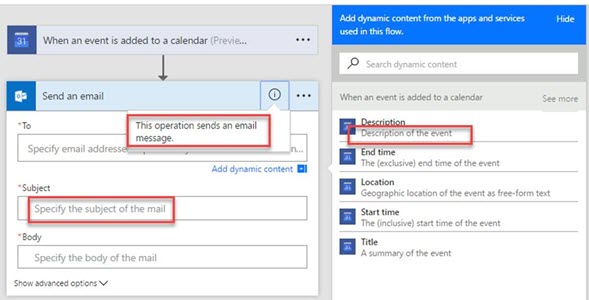 31 When an event is added to a calendar (Preview) ...
Send an email
This operation sends an email
message.
*To
Specify email addresses
n...
Add dynamic content
*Subject
Specify the subject of the mail
*Body
Specify the body of the mail
Show advanced options
Add dynamic content from the apps and services
used in this flow.
Hide
Search dynamic content
When an event is added to a calendar
See more
Description
Description of the event
End time
The (exclusive) end time of the event
Location
Geographic location of the event as free-form text
Start time
The (inclusive) start time of the event
Title
A summary of the event